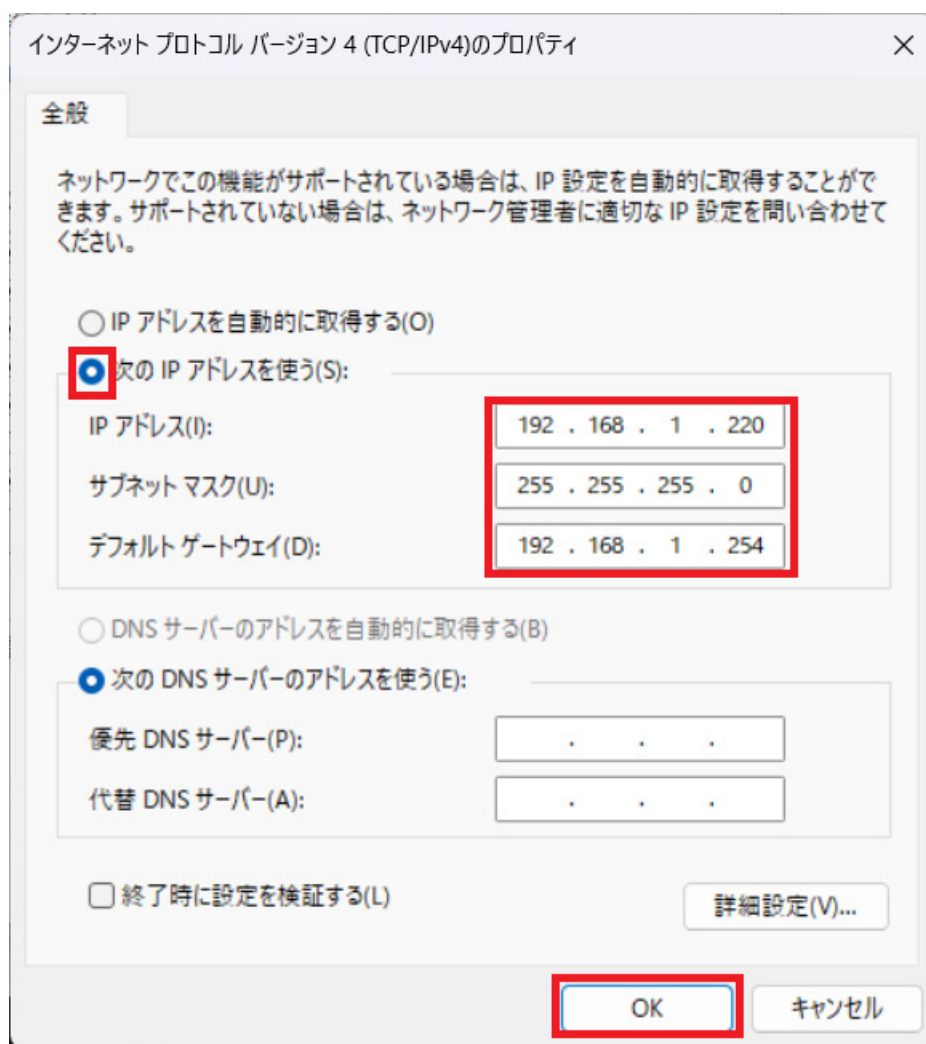 インターネット プロトコル バージョン 4 (TCP/IPv4)のプロパティ
全般
ネットワークでこの機能がサポートされている場合は、IP 設定を自動的に取得することがで
きます。サポートされていない場合は、ネットワーク管理者に適切な IP 設定を問い合わせて
ください。
IP アドレスを自動的に取得する(O)
次の IP アドレスを使う(S):
IP アドレス(I): 192 . 168 . 1 . 220
サブネット マスク(U): 255 . 255 . 255 . 0
デフォルト ゲートウェイ(D): 192 . 168 . 1 . 254
DNS サーバーのアドレスを自動的に取得する(B)
次の DNS サーバーのアドレスを使う(E):
優先 DNS サーバー(P): . . .
代替 DNS サーバー(A): . . .
終了時に設定を検証する(L)
詳細設定(V)...
OK キャンセル